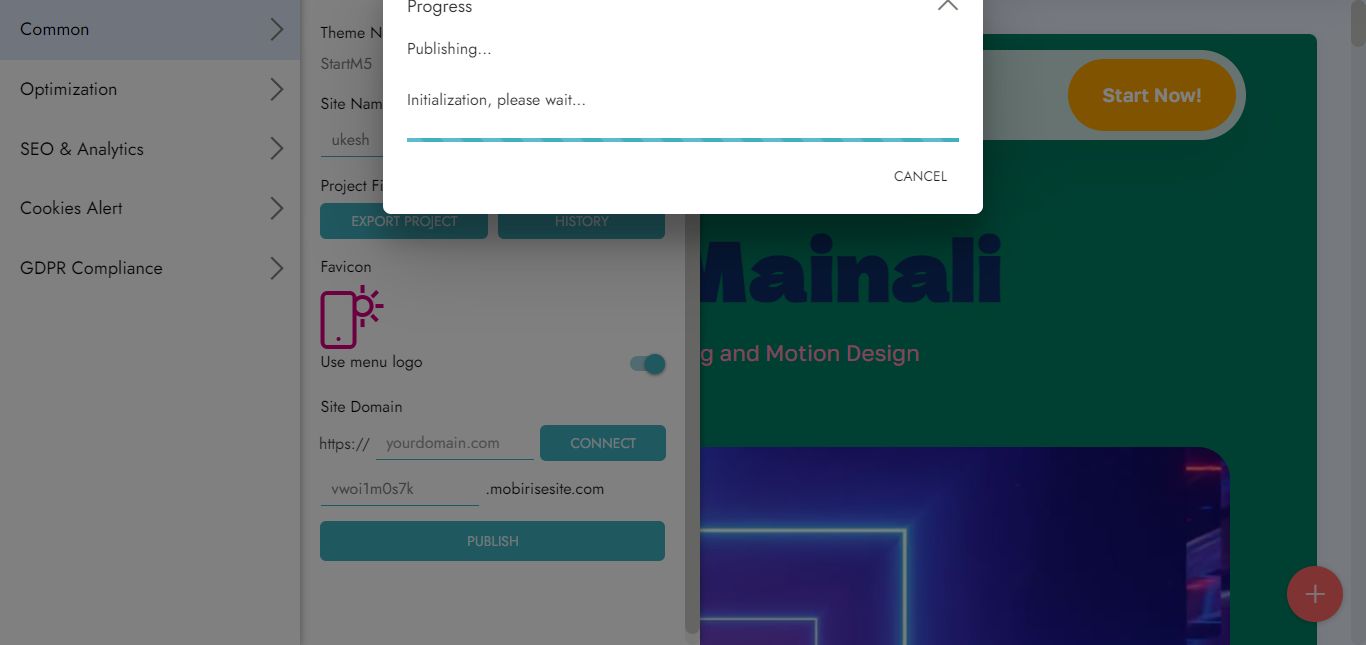 Common
Optimization
SEO & Analytics
Cookies Alert
GDPR Compliance
Theme N
StartM5
Site Nam
ukesh
Project Fi
EXPORT PROJECT
HISTORY
Favicon
Use menu logo
Site Domain
https://
yourdomain.com
CONNECT
vwoi1m0s7k
.mobirisesite.com
PUBLISH
Progress
Publishing...
Initialization, please wait...
CANCEL
Start Now!
Mainali
g and Motion Design